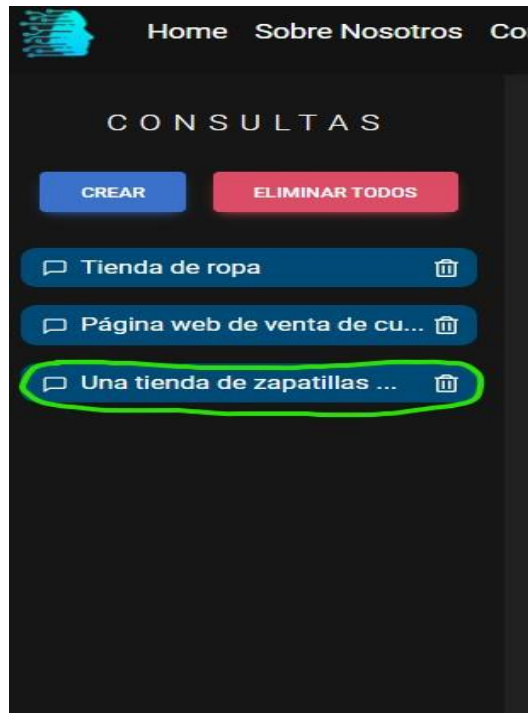 Home Sobre Nosotros
CONSULTAS
CREAR ELIMINAR TODOS
Tienda de ropa
Página web de venta de cu...
Una tienda de zapatillas ...